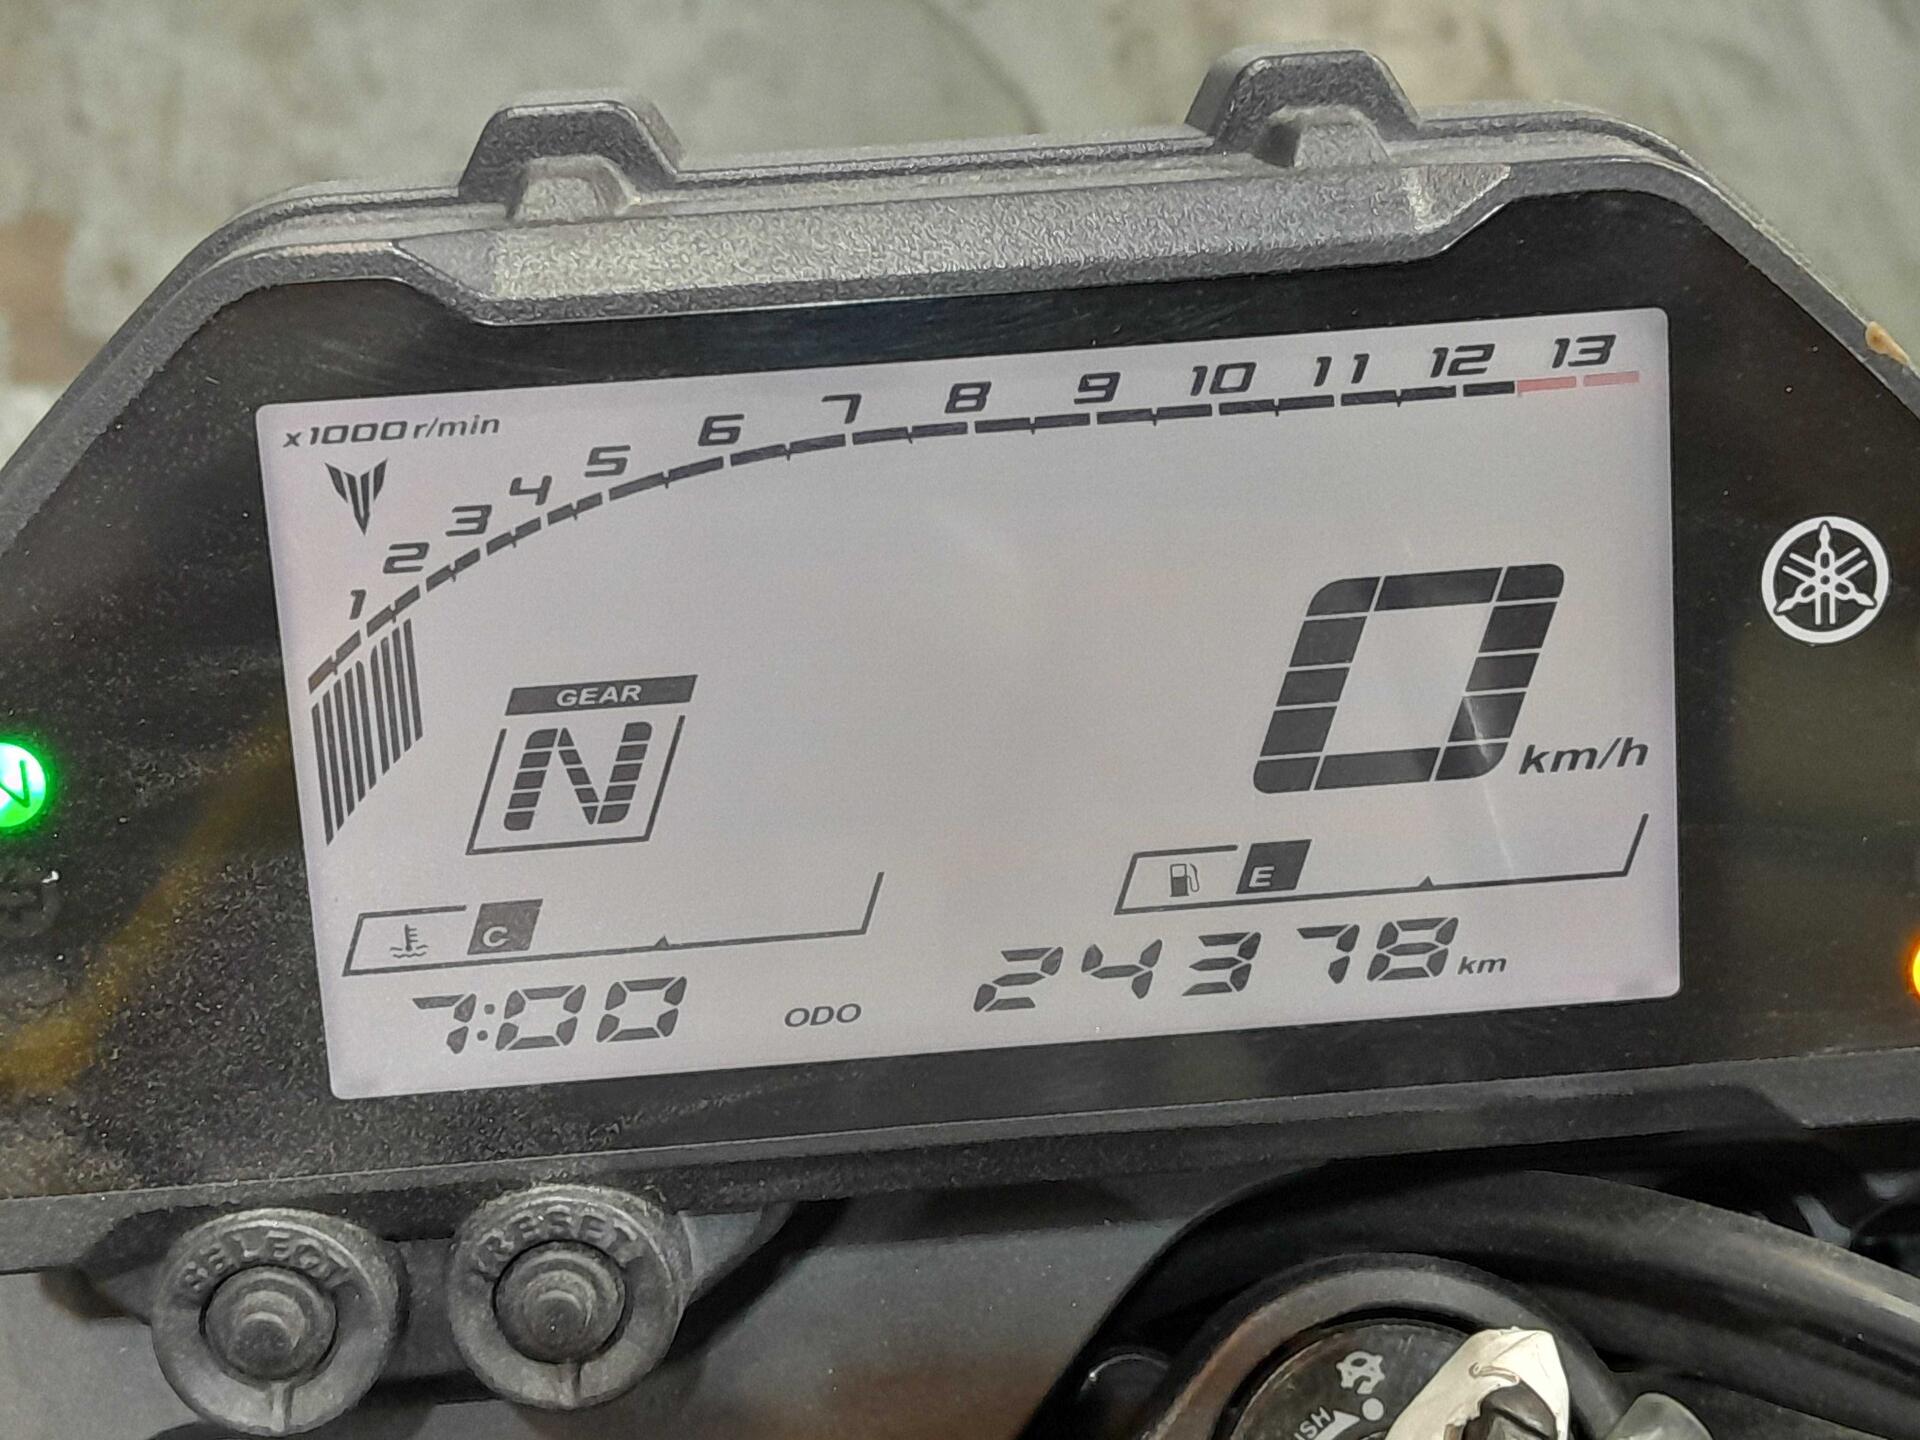 1 2 3 4 5 6 7 8 9 10 11 12 13
x1000 r/min
GEAR
N
0 km/h
C
E
7:00 ODO 24378 km
SELECT RESET